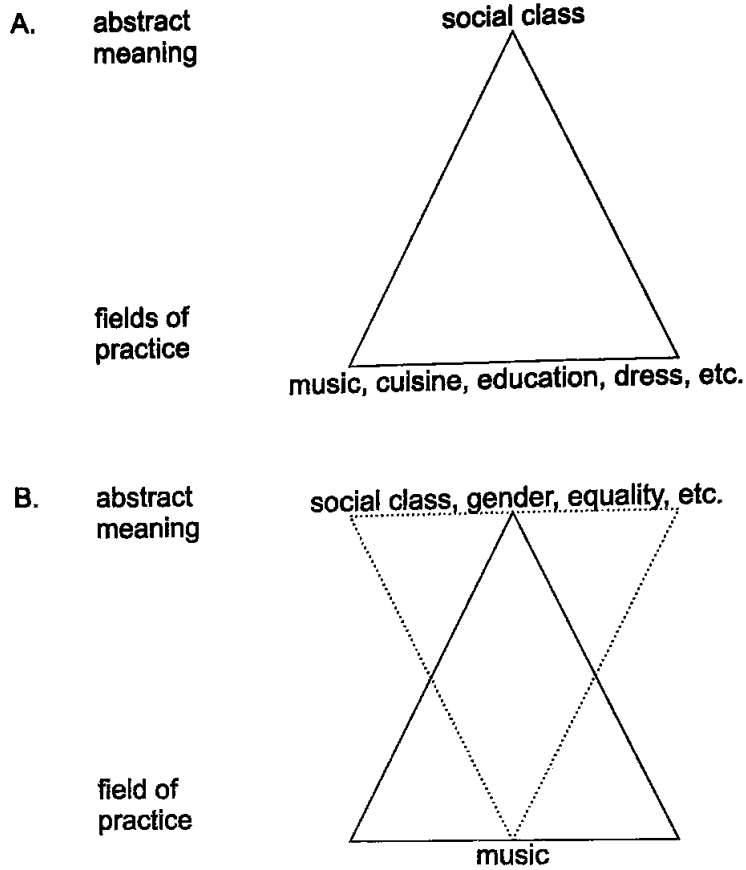 A. abstract meaning
social class
fields of practice
music, cuisine, education, dress, etc.
B. abstract meaning
social class, gender, equality, etc.
field of practice
music